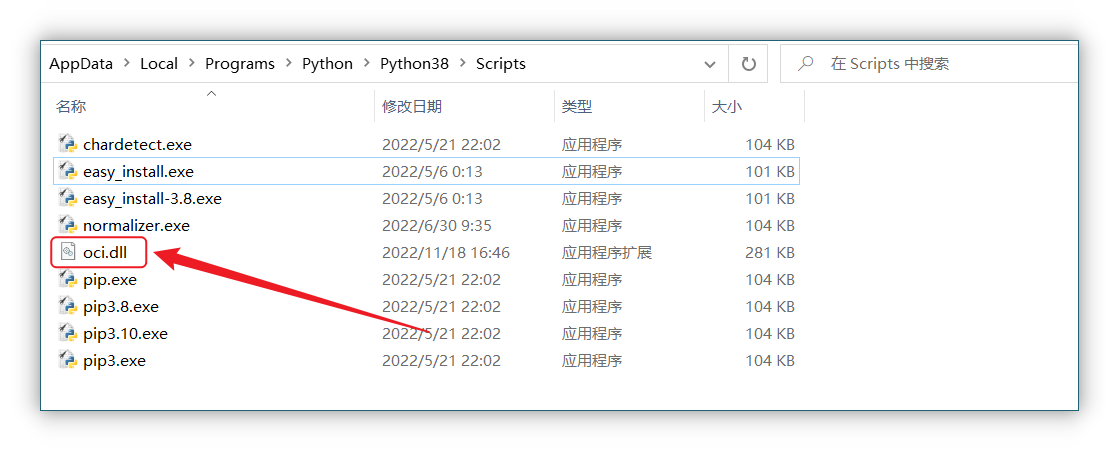 AppData > Local > Programs > Python > Python38 > Scripts 在 Scripts 中搜索
名称 修改日期 类型 大小
chardetect.exe 2022/5/21 22:02 应用程序 104 KB
easy_install.exe 2022/5/6 0:13 应用程序 101 KB
easy_install-3.8.exe 2022/5/6 0:13 应用程序 101 KB
normalizer.exe 2022/6/30 9:35 应用程序 104 KB
oci.dll 2022/11/18 16:46 应用程序扩展 281 KB
pip.exe 2022/5/21 22:02 应用程序 104 KB
pip3.8.exe 2022/5/21 22:02 应用程序 104 KB
pip3.10.exe 2022/5/21 22:02 应用程序 104 KB
pip3.exe 2022/5/21 22:02 应用程序 104 KB